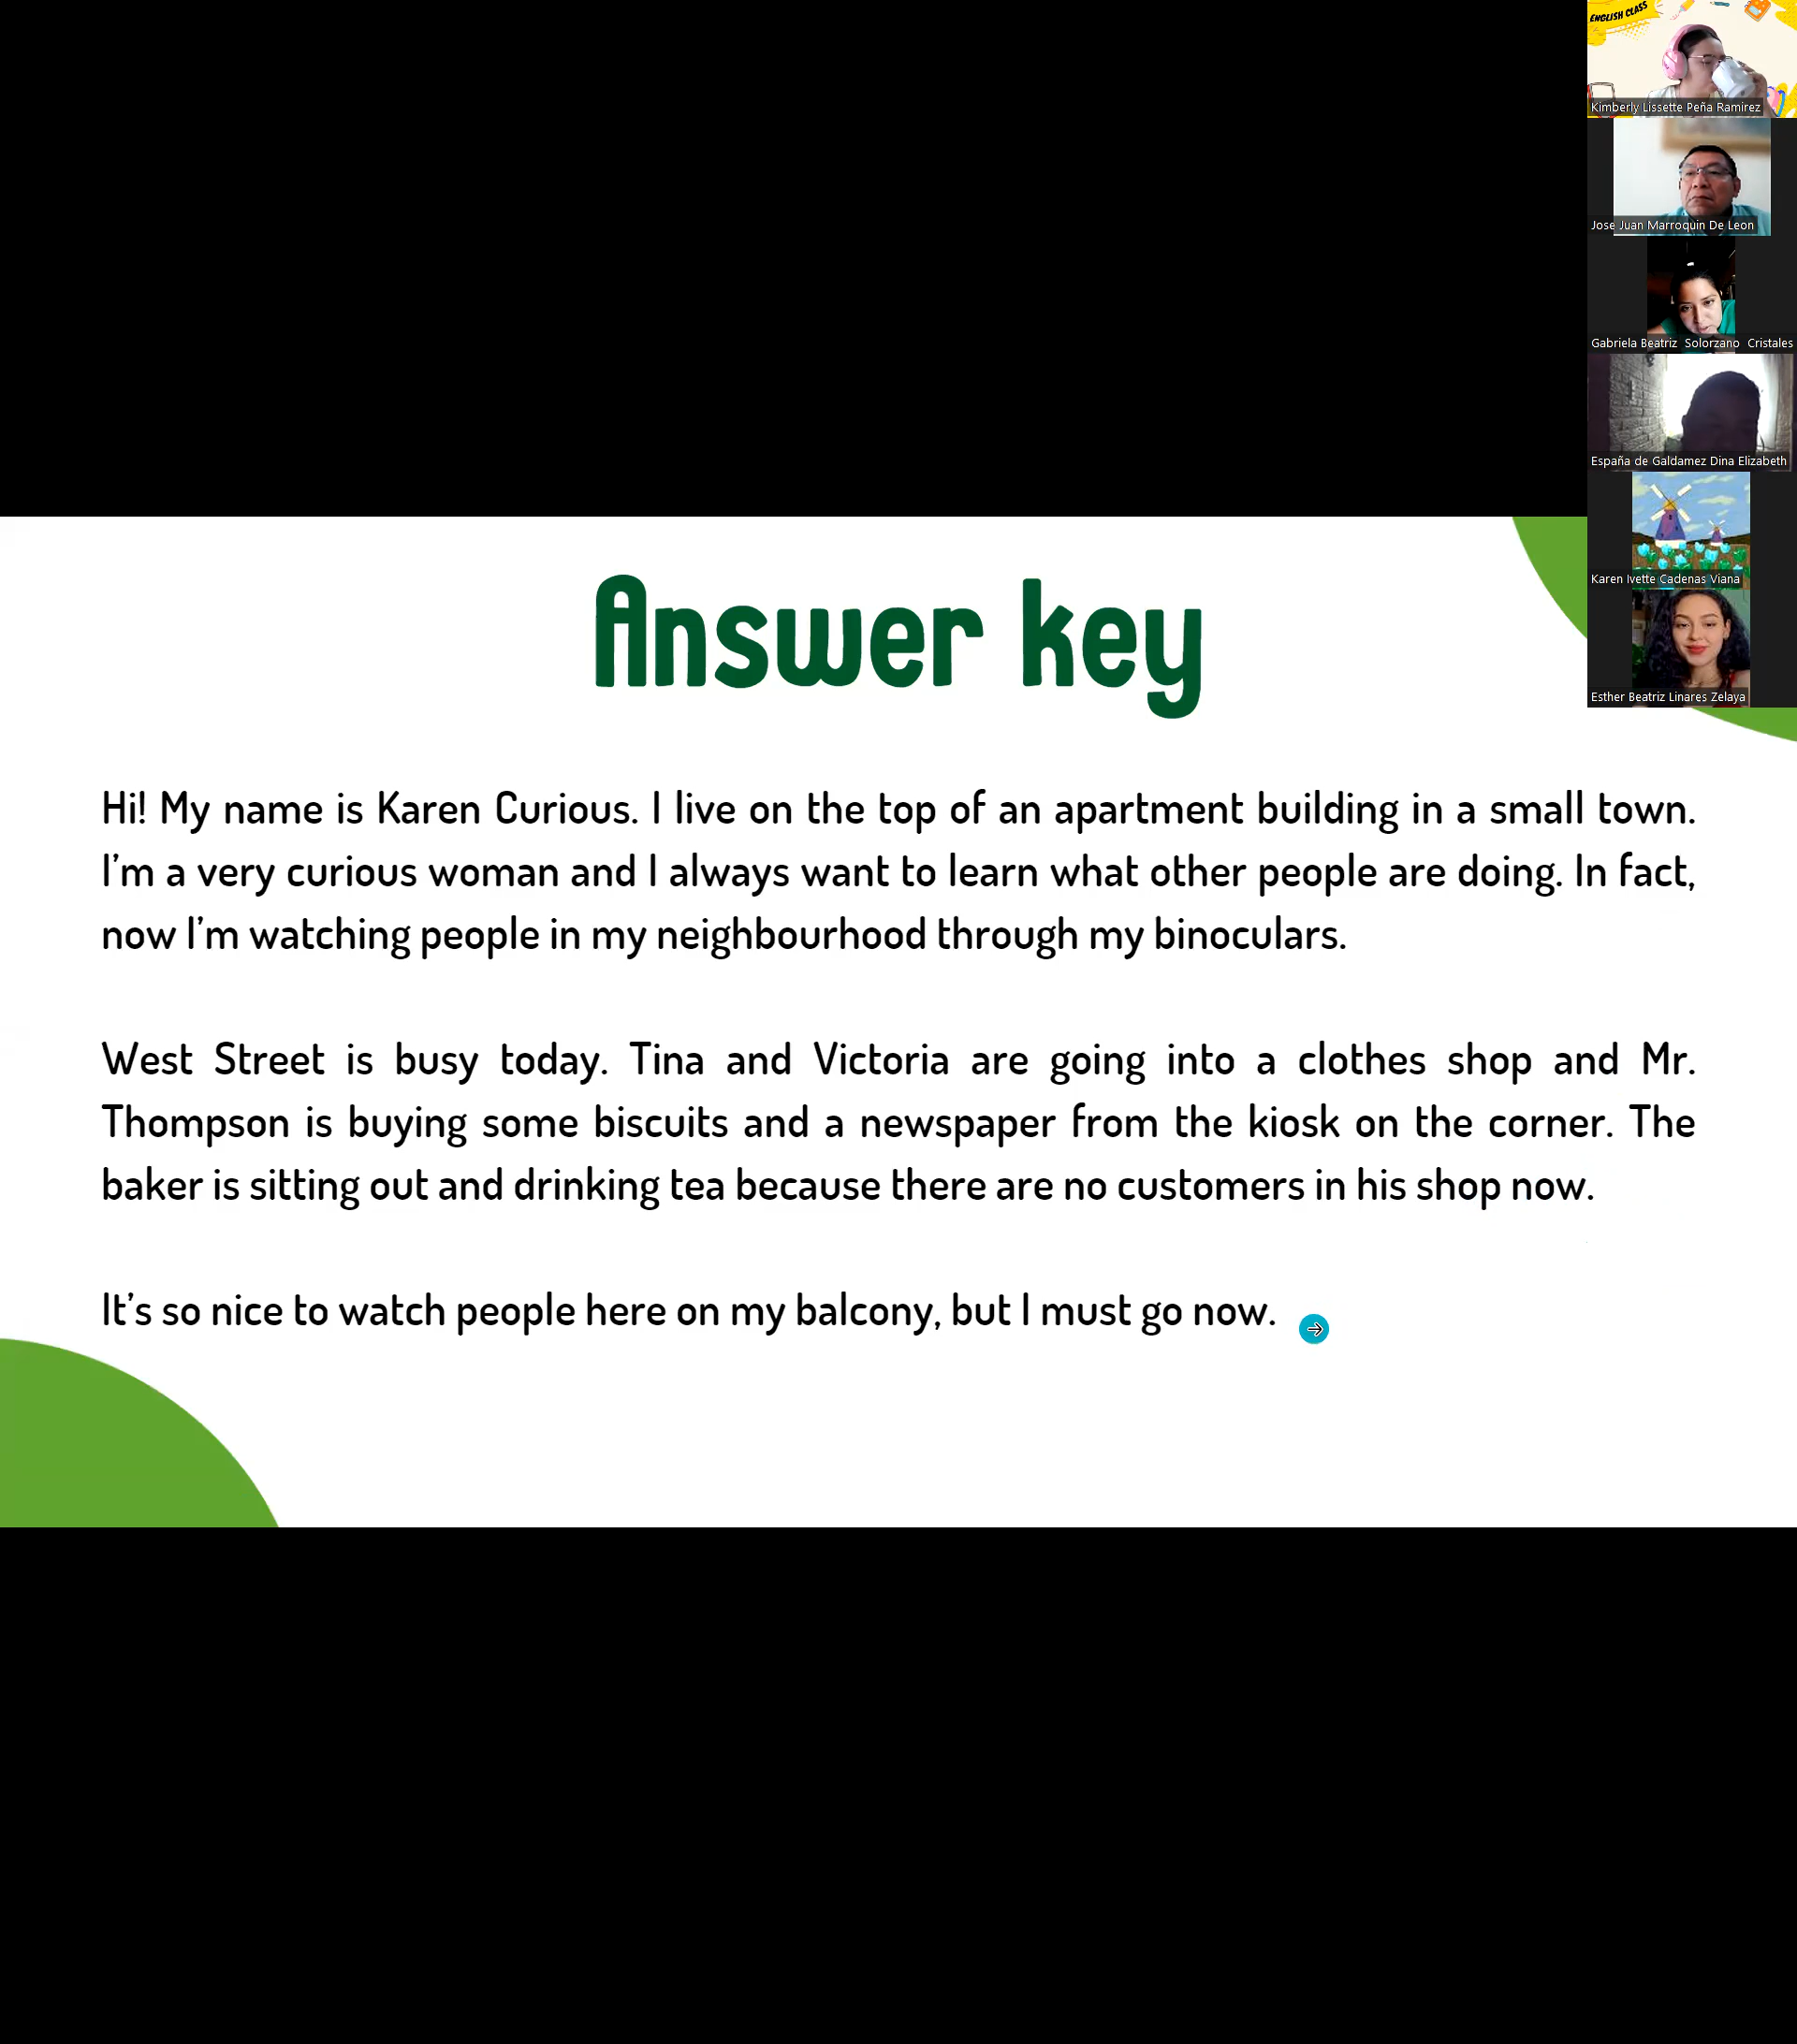 ENGLISH CLASS
Kimberly Lissette Peña Ramirez
Jose Juan Marroquin De Leon
Gabriela Beatriz Solorzano Cristales
España de Galdamez Dina Elizabeth
Karen Ivette Cadenas Viana
Esther Beatriz Linares Zelaya
Answer key
Hi! My name is Karen Curious. I live on the top of an apartment building in a small town.
I'm a very curious woman and I always want to learn what other people are doing. In fact,
now I'm watching people in my neighbourhood through my binoculars.
West Street is busy today. Tina and Victoria are going into a clothes shop and Mr.
Thompson is buying some biscuits and a newspaper from the kiosk on the corner. The
baker is sitting out and drinking tea because there are no customers in his shop now.
It's so nice to watch people here on my balcony, but I must go now.